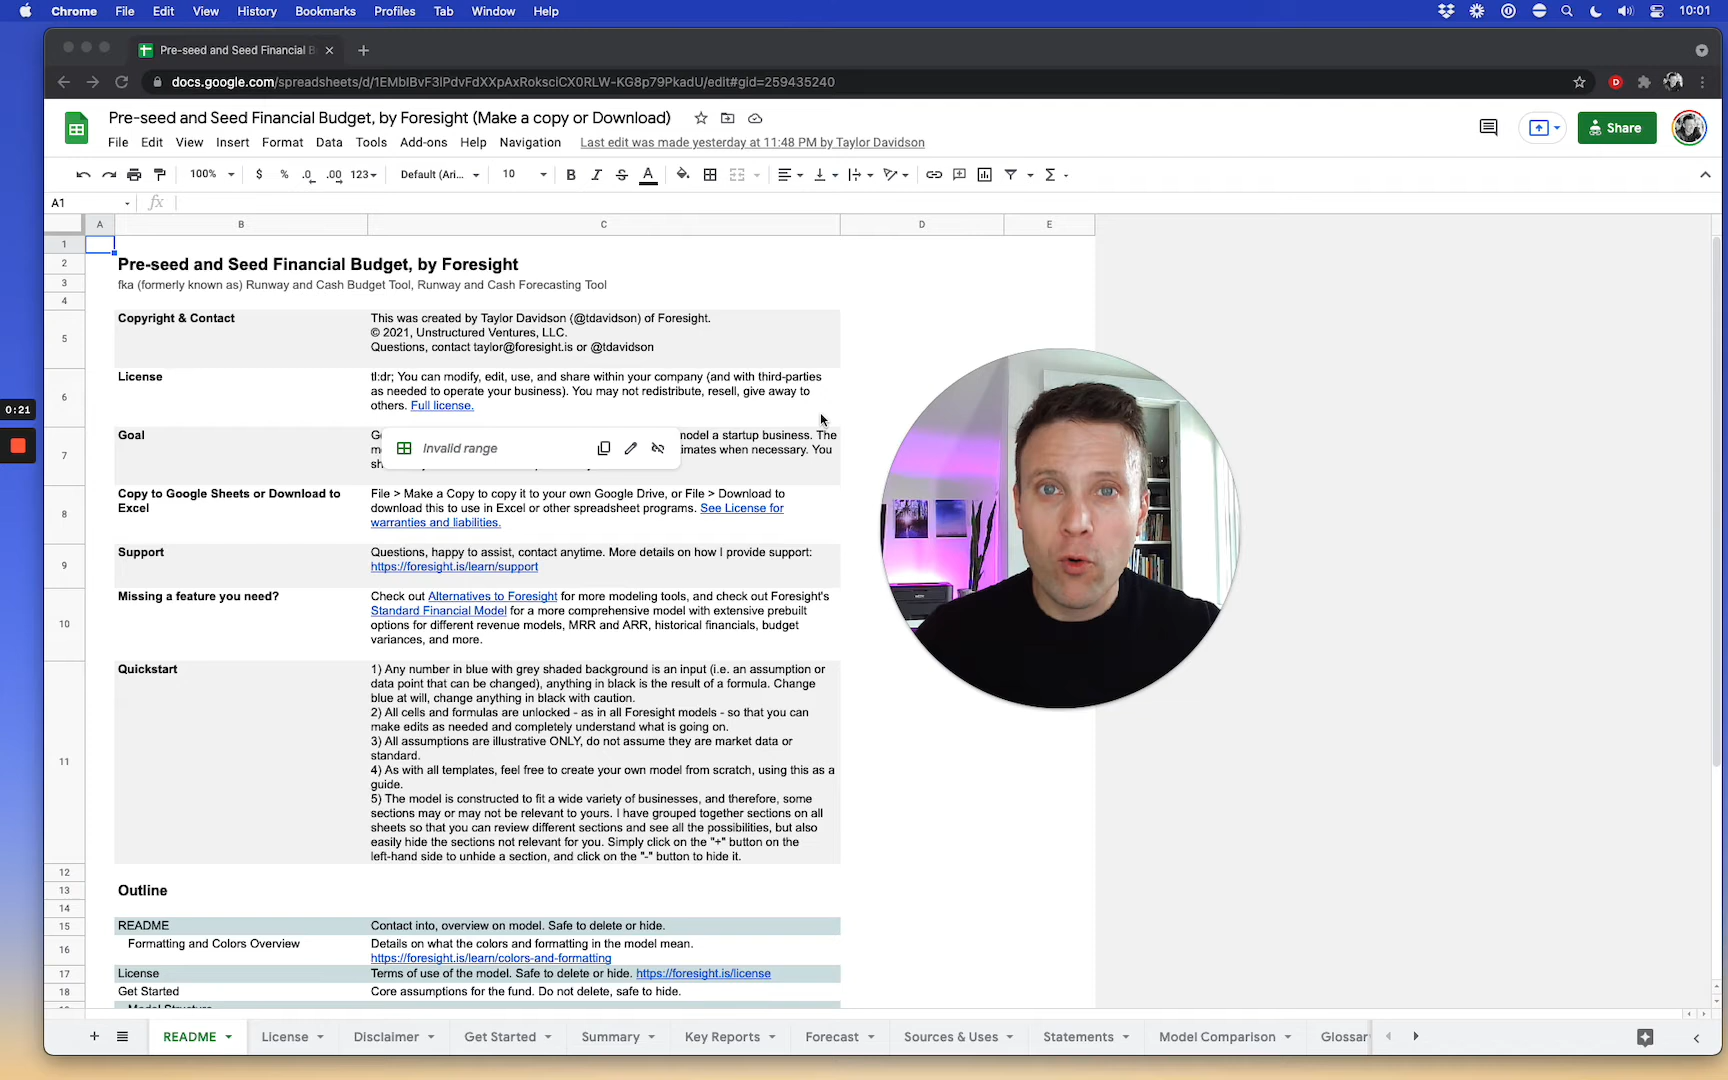 Chrome File Edit View History Bookmarks Profiles Tab Window Help 10:01
Pre-seed and Seed Financial B
docs.google.com/spreadsheets/d/1EMbIBvF3lPdvFdXXpAxRoksciCX0RLW-KG8p79PkadU/edit#gid=259435240
Pre-seed and Seed Financial Budget, by Foresight (Make a copy or Download)
Share
File Edit View Insert Format Data Tools Add-ons Help Navigation Last edit was made yesterday at 11:48 PM by Taylor Davidson
100% $ % .0 .00 123 Default (Ari... 10 B I S A
A1 fx
A B C D E
1
2 Pre-seed and Seed Financial Budget, by Foresight
3 fka (formerly known as) Runway and Cash Budget Tool, Runway and Cash Forecasting Tool
4
Copyright & Contact This was created by Taylor Davidson (@tdavidson) of Foresight.
© 2021, Unstructured Ventures, LLC.
5
Questions, contact taylor@foresight.is or @tdavidson
License tl:dr; You can modify, edit, use, and share within your company (and with third-parties
6 as needed to operate your business). You may not redistribute, resell, give away to
others. Full license.
0:21
Goal model a startup business. The
Invalid range
7 timates when necessary. You
Copy to Google Sheets or Download to File > Make a Copy to copy it to your own Google Drive, or File > Download to
Excel download this to use in Excel or other spreadsheet programs. See License for
8
warranties and liabilities.
Support Questions, happy to assist, contact anytime. More details on how I provide support:
9 https://foresight.is/learn/support
Missing a feature you need? Check out Alternatives to Foresight for more modeling tools, and check out Foresight's
Standard Financial Model for a more comprehensive model with extensive prebuilt
10 options for different revenue models, MRR and ARR, historical financials, budget
variances, and more.
Quickstart 1) Any number in blue with grey shaded background is an input (i.e. an assumption or
data point that can be changed), anything in black is the result of a formula. Change
blue at will, change anything in black with caution.
2) All cells and formulas are unlocked - as in all Foresight models - so that you can
make edits as needed and completely understand what is going on.
3) All assumptions are illustrative ONLY, do not assume they are market data or
standard.
11
4) As with all templates, feel free to create your own model from scratch, using this as a
guide.
5) The model is constructed to fit a wide variety of businesses, and therefore, some
sections may or may not be relevant to yours. I have grouped together sections on all
sheets so that you can review different sections and see all the possibilities, but also
easily hide the sections not relevant for you. Simply click on the "+" button on the
left-hand side to unhide a section, and click on the "-" button to hide it.
12
13 Outline
14
15 README Contact into, overview on model. Safe to delete or hide.
16 Formatting and Colors Overview Details on what the colors and formatting in the model mean.
https://foresight.is/learn/colors-and-formatting
17 License Terms of use of the model. Safe to delete or hide. https://foresight.is/license
18 Get Started Core assumptions for the fund. Do not delete, safe to hide.
Model Structure
README License Disclaimer Get Started Summary Key Reports Forecast Sources & Uses Statements Model Comparison Glossar